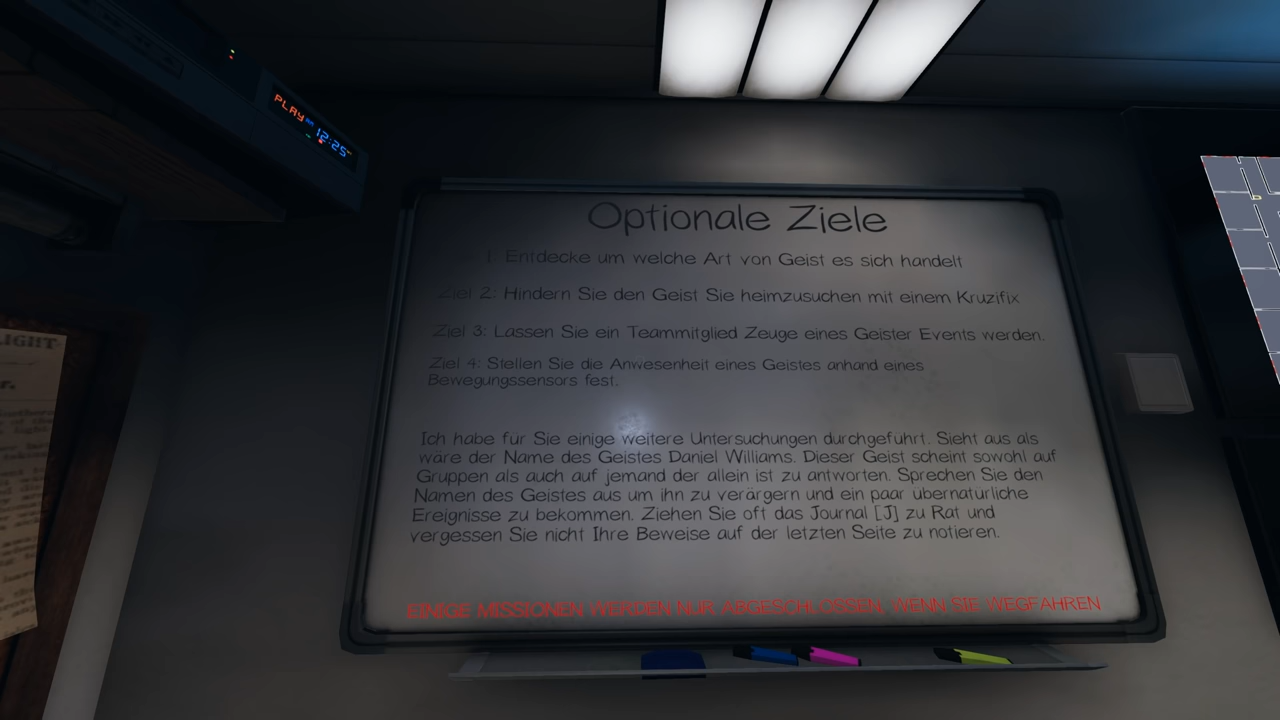 PLAY
12:25
Optionale Ziele
1: Entdecke um welche Art von Geist es sich handelt
Ziel 2: Hindern Sie den Geist Sie heimzusuchen mit einem Kruzifix
Ziel 3: Lassen Sie ein Teammitglied Zeuge eines Geister Events werden.
Ziel 4: Stellen Sie die Anwesenheit eines Geistes anhand eines
Bewegungssensors fest.
Ich habe für Sie einige weitere Untersuchungen durchgeführt. Sieht aus als
wäre der Name des Geistes Daniel Williams. Dieser Geist scheint sowohl auf
Gruppen als auch auf jemand der allein ist zu antworten. Sprechen Sie den
Namen des Geistes aus um ihn zu verärgern und ein paar übernatürliche
Ereignisse zu bekommen. Ziehen Sie oft das Journal [J] zu Rat und
vergessen Sie nicht Ihre Beweise auf der letzten Seite zu notieren.
EINIGE MISSIONEN WERDEN NUR ABGESCHLOSSEN, WENN SIE WEGFAHREN